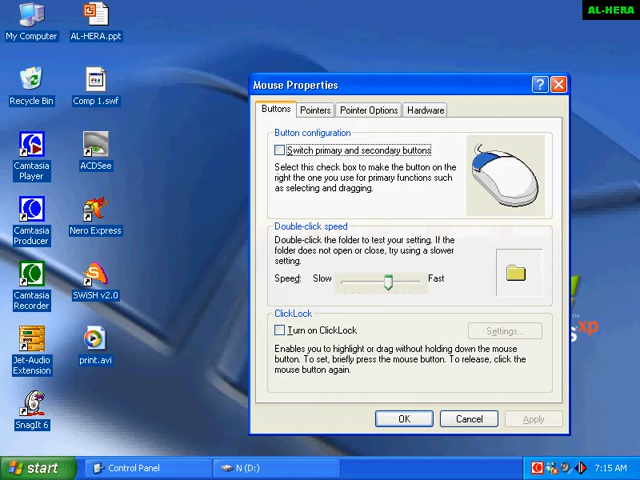 AL-HERA
My Computer
AL-HERA.ppt
Recycle Bin
Comp 1.swf
Camtasia
Player
ACDSee
Camtasia
Producer
Nero Express
Camtasia
Recorder
SWiSH v2.0
Jet-Audio
Extension
print.avi
SnagIt 6
Mouse Properties
Buttons
Pointers
Pointer Options
Hardware
Button configuration
Switch primary and secondary buttons
Select this check box to make the button on the
right the one you use for primary functions such
as selecting and dragging.
Double-click speed
Double-click the folder to test your setting. If the
folder does not open or close, try using a slower
setting.
Speed:
Slow
Fast
ClickLock
Turn on ClickLock
Settings...
Enables you to highlight or drag without holding down the mouse
button. To set, briefly press the mouse button. To release, click the
mouse button again.
OK
Cancel
Apply
xp
start
Control Panel
N (D:)
7:15 AM